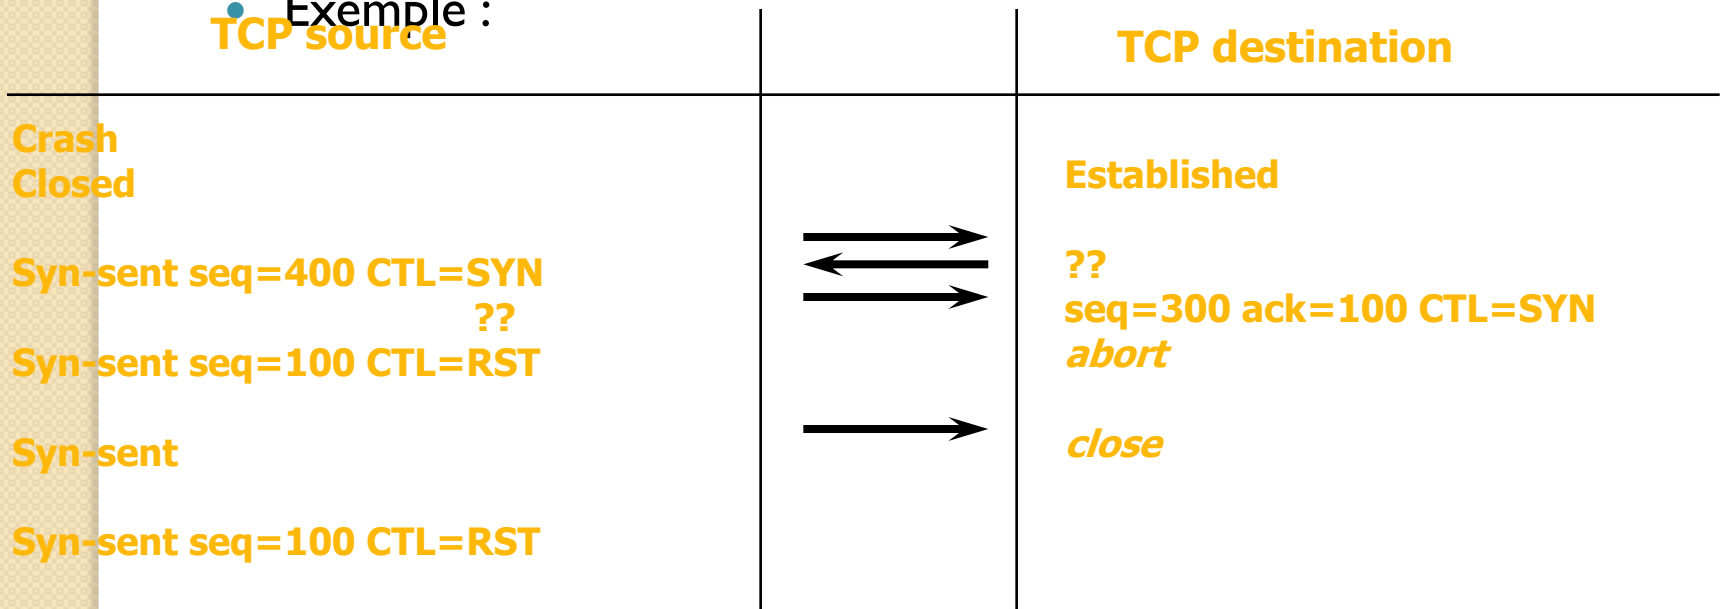 Exemple :
TCP source
TCP destination
Crash
Closed
Established
Syn-sent seq=400 CTL=SYN
??
??
seq=300 ack=100 CTL=SYN
Syn-sent seq=100 CTL=RST
abort
Syn-sent
close
Syn-sent seq=100 CTL=RST